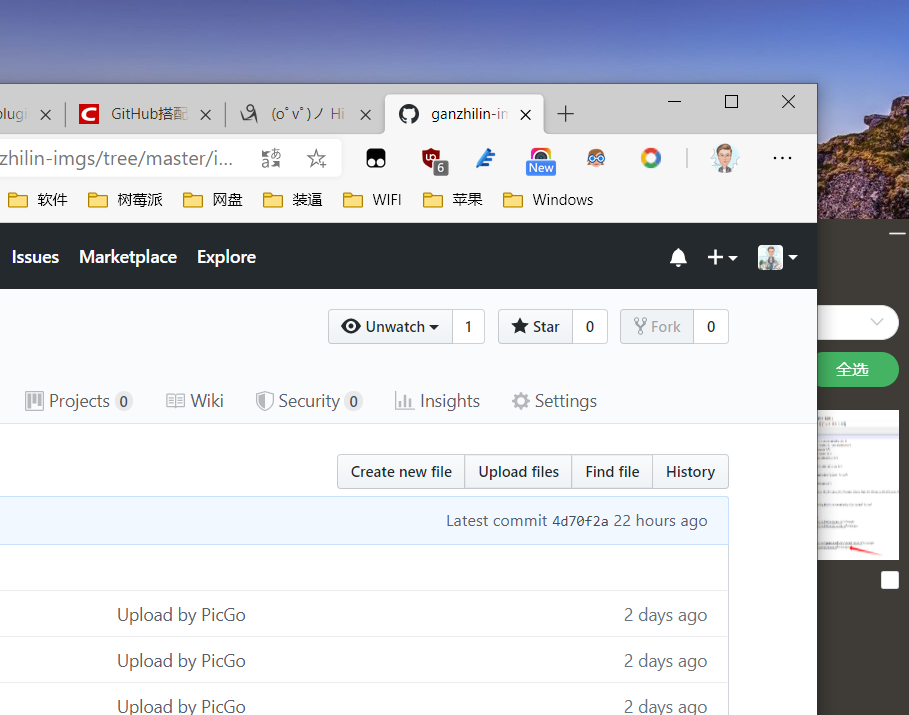 plugi GitHub搭配 (o゚v゚)ノ Hi ganzhilin-im
zhilin-imgs/tree/master/i...
6 New
软件 树莓派 网盘 装逼 WIFI 苹果 Windows
Issues Marketplace Explore
Unwatch 1 Star 0 Fork 0
全选
Projects 0 Wiki Security 0 Insights Settings
Create new file Upload files Find file History
Latest commit 4d70f2a 22 hours ago
Upload by PicGo 2 days ago
Upload by PicGo 2 days ago
Upload by PicGo 2 days ago